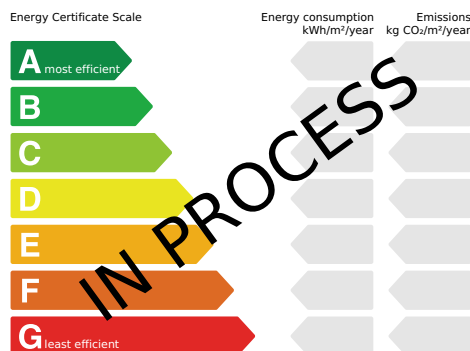 Energy Certificate Scale
Energy consumption
kWh/m²/year
Emissions
kg CO₂/m²/year
A most efficient
B
C
D
E
F
G least efficient
IN PROCESS